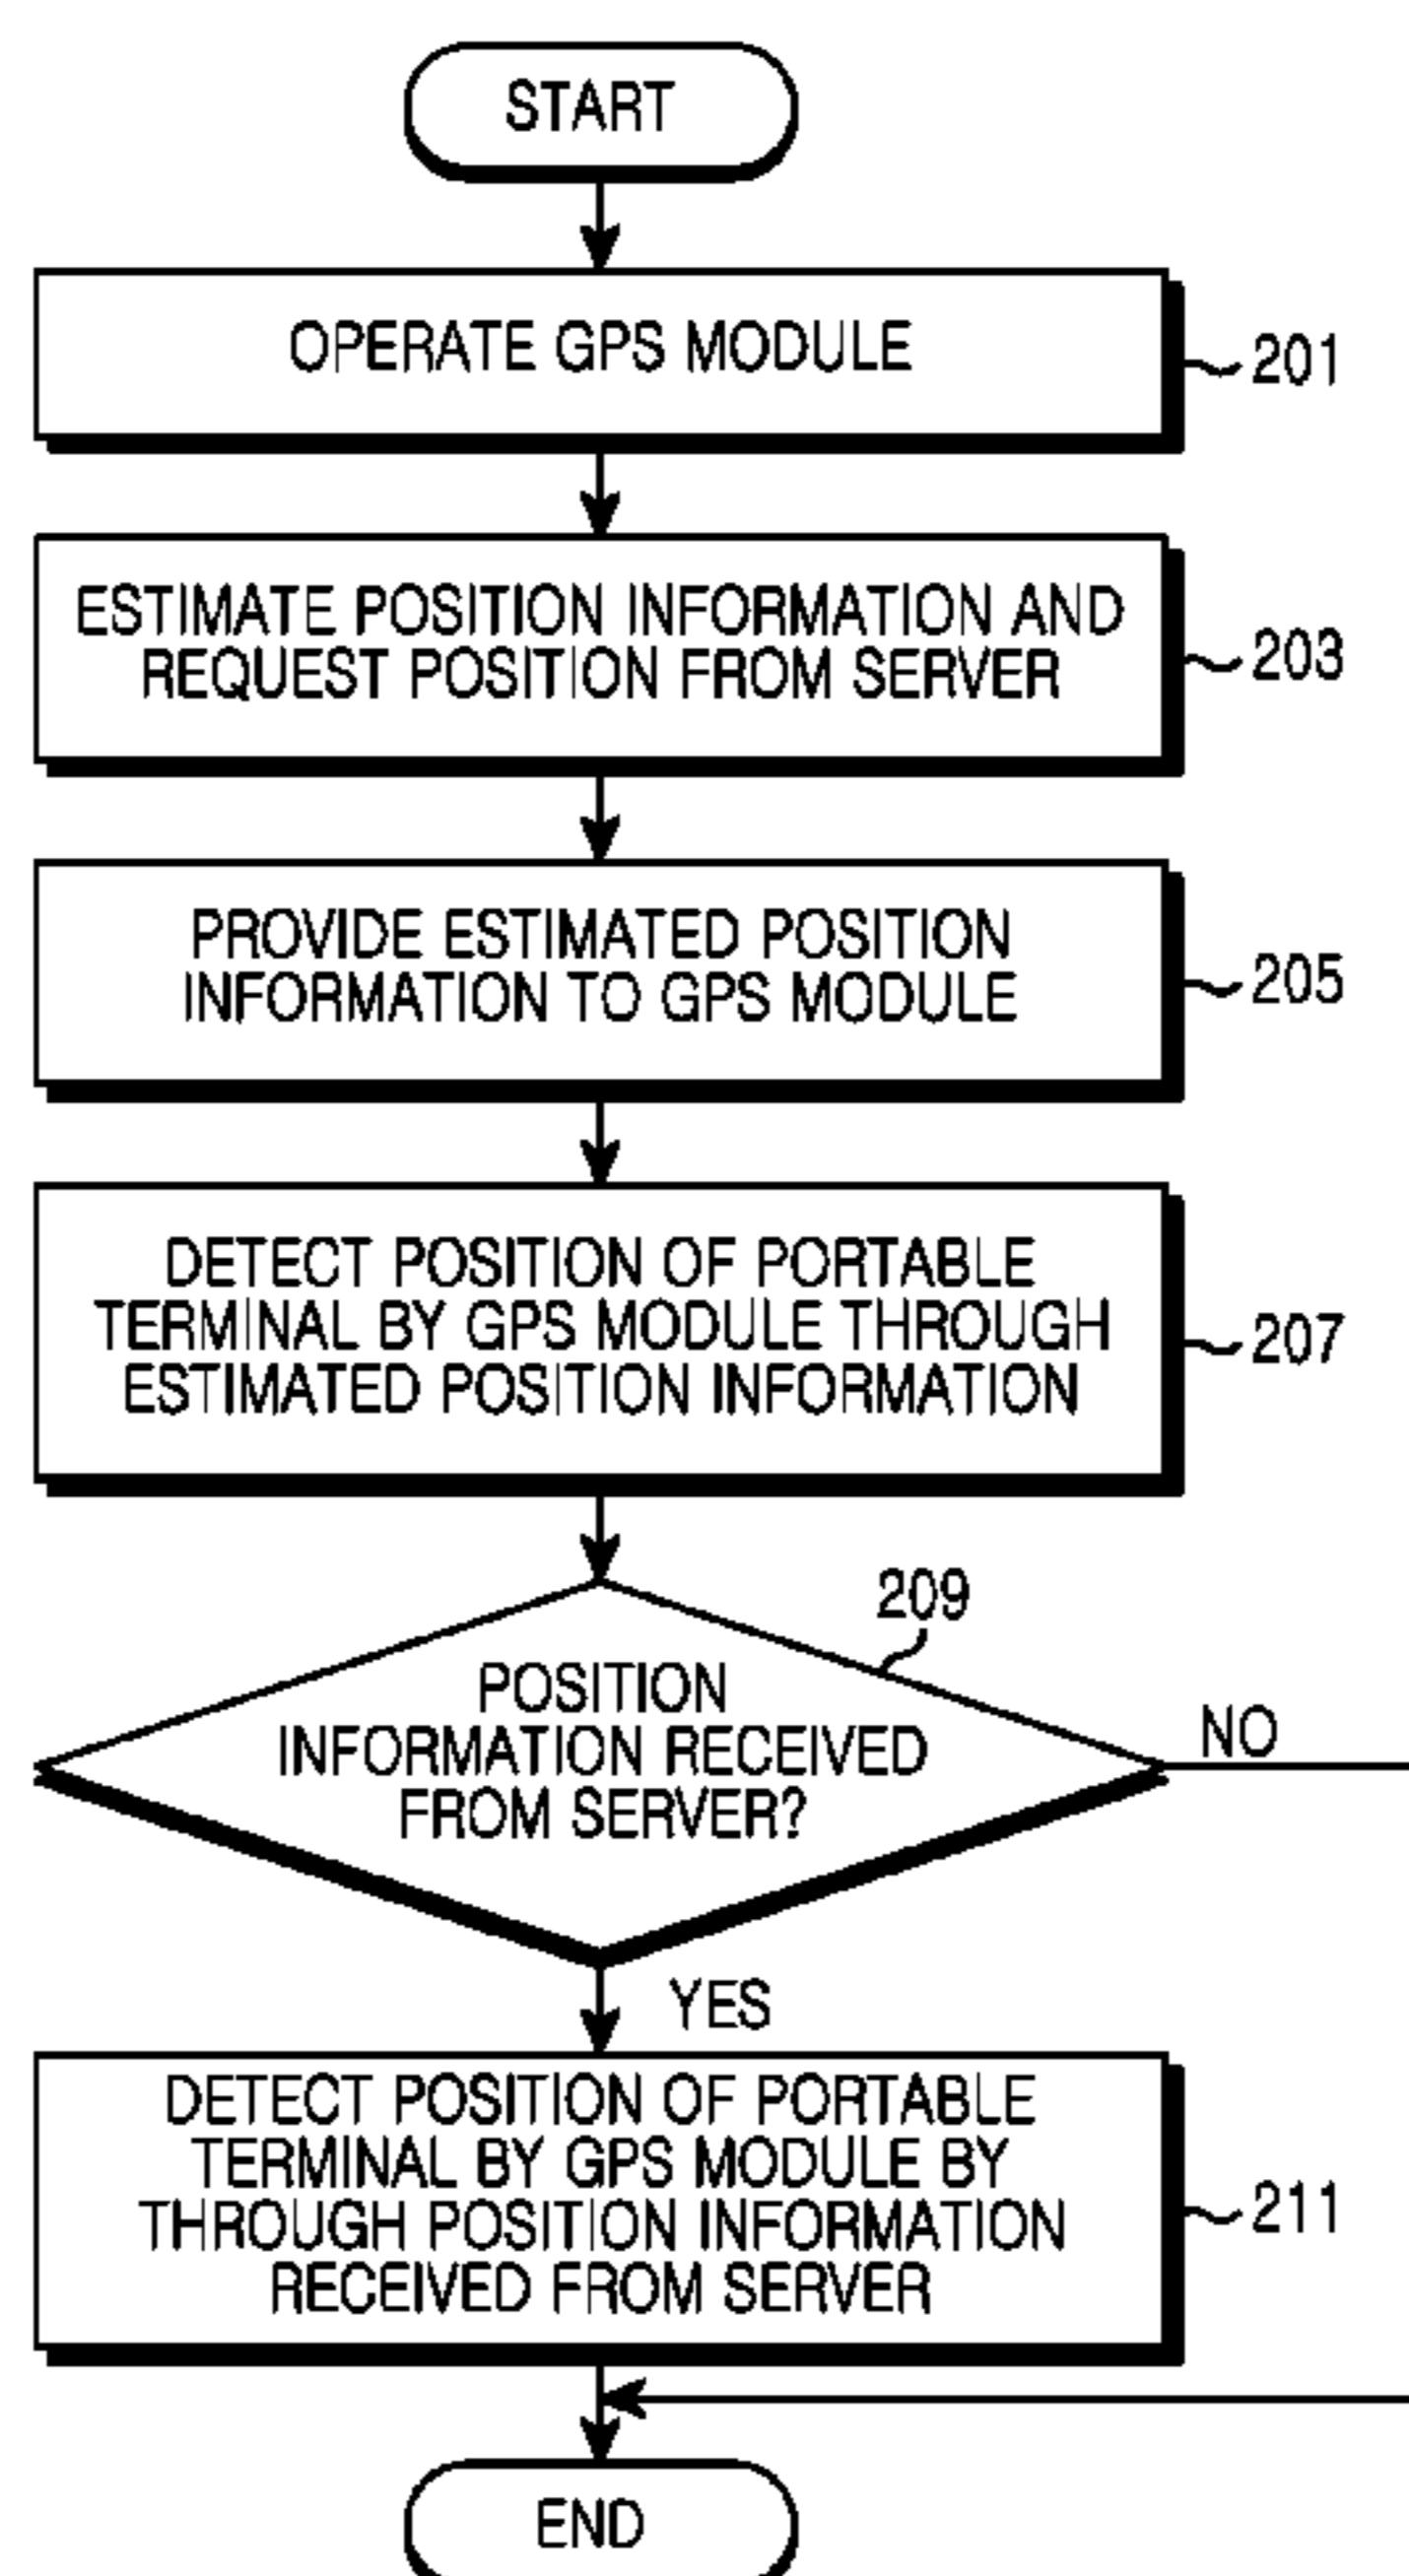 START
OPERATE GPS MODULE
201
ESTIMATE POSITION INFORMATION AND
REQUEST POSITION FROM SERVER
203
PROVIDE ESTIMATED POSITION
INFORMATION TO GPS MODULE
205
DETECT POSITION OF PORTABLE
TERMINAL BY GPS MODULE THROUGH
ESTIMATED POSITION INFORMATION
207
209
POSITION
INFORMATION RECEIVED
FROM SERVER?
NO
YES
DETECT POSITION OF PORTABLE
TERMINAL BY GPS MODULE BY
THROUGH POSITION INFORMATION
RECEIVED FROM SERVER
211
END